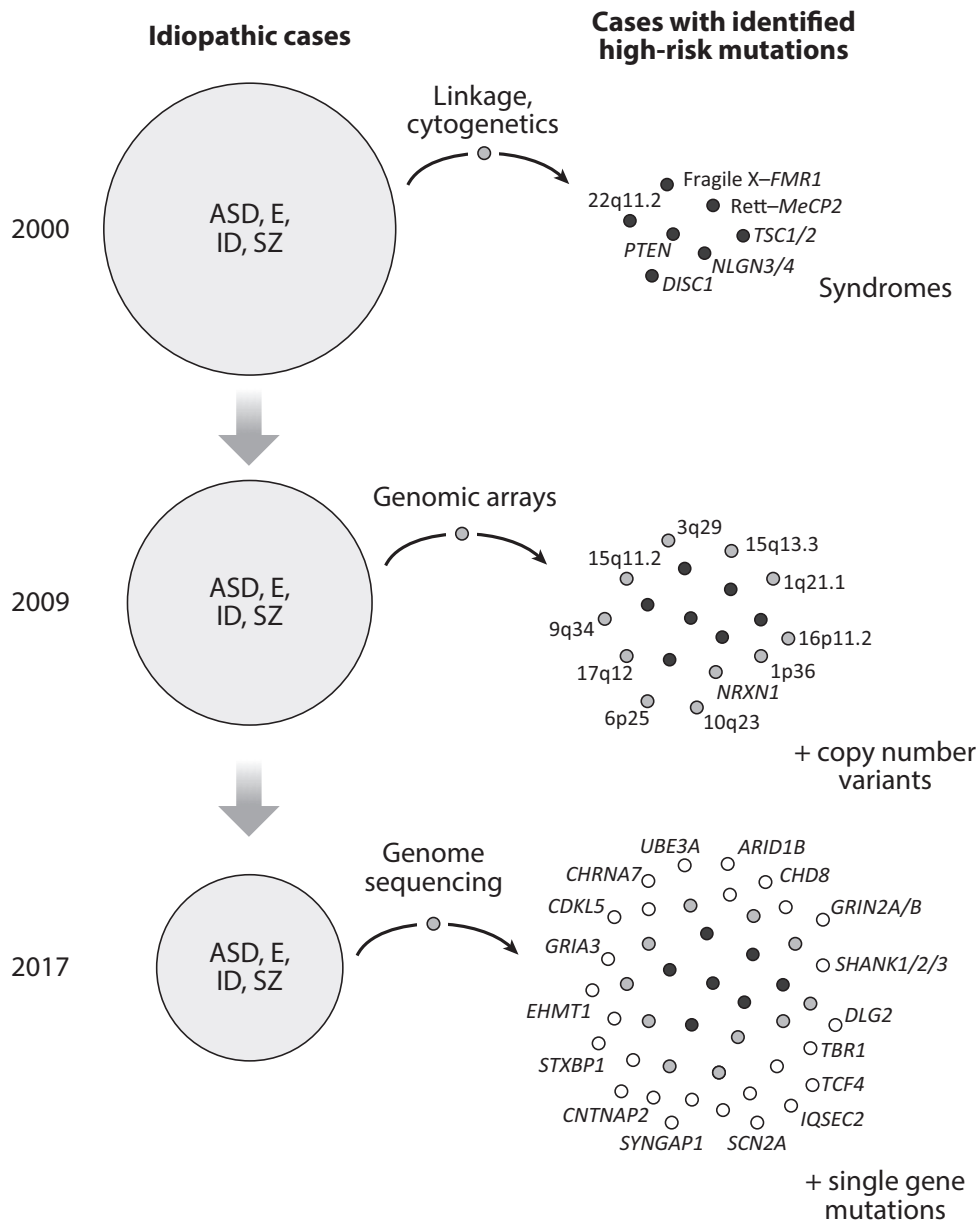 Idiopathic cases
Cases with identified
high-risk mutations
Linkage,
cytogenetics
2000
ASD, E,
ID, SZ
Fragile X–FMR1
22q11.2
Rett–MeCP2
TSC1/2
PTEN
NLGN3/4
DISC1
Syndromes
Genomic arrays
2009
ASD, E,
ID, SZ
3q29
15q13.3
15q11.2
1q21.1
9q34
16p11.2
17q12
1p36
NRXN1
6p25
10q23
+ copy number
variants
Genome
sequencing
2017
ASD, E,
ID, SZ
UBE3A
ARID1B
CHRNA7
CHD8
CDKL5
GRIN2A/B
GRIA3
SHANK1/2/3
EHMT1
DLG2
STXBP1
TBR1
TCF4
CNTNAP2
IQSEC2
SYNGAP1
SCN2A
+ single gene
mutations